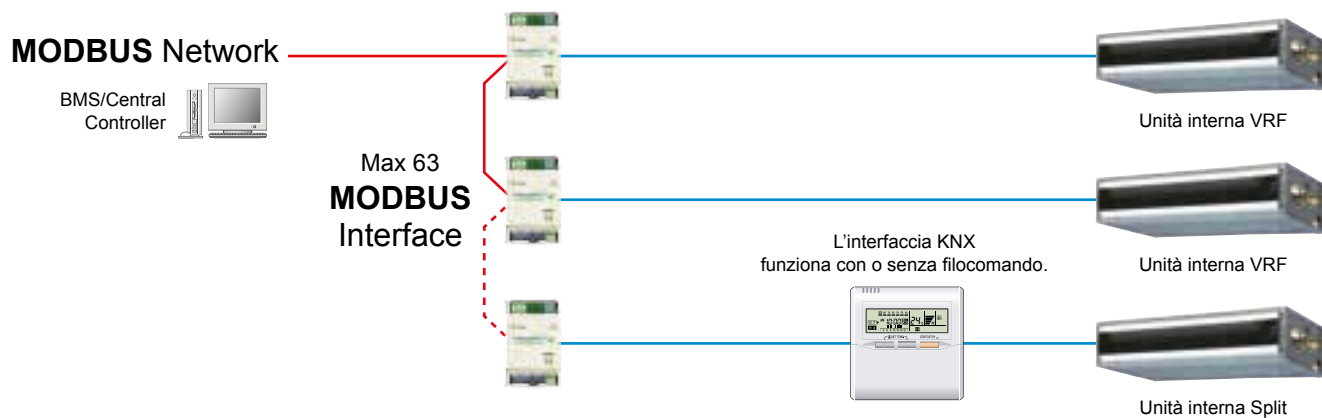 MODBUS Network
BMS/Central
Controller
Unità interna VRF
Max 63
MODBUS
Interface
L'interfaccia KNX
funziona con o senza filocomando.
Unità interna VRF
Unità interna Split